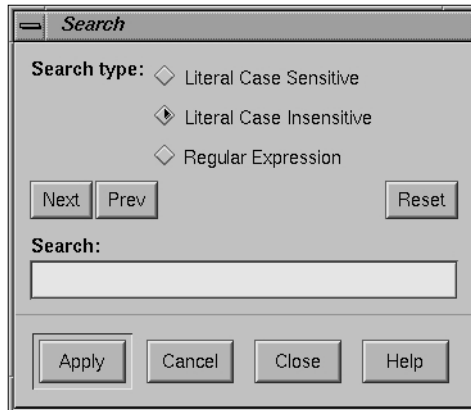 Search
Search type:
Literal Case Sensitive
Literal Case Insensitive
Regular Expression
Next Prev Reset
Search:
Apply Cancel Close Help